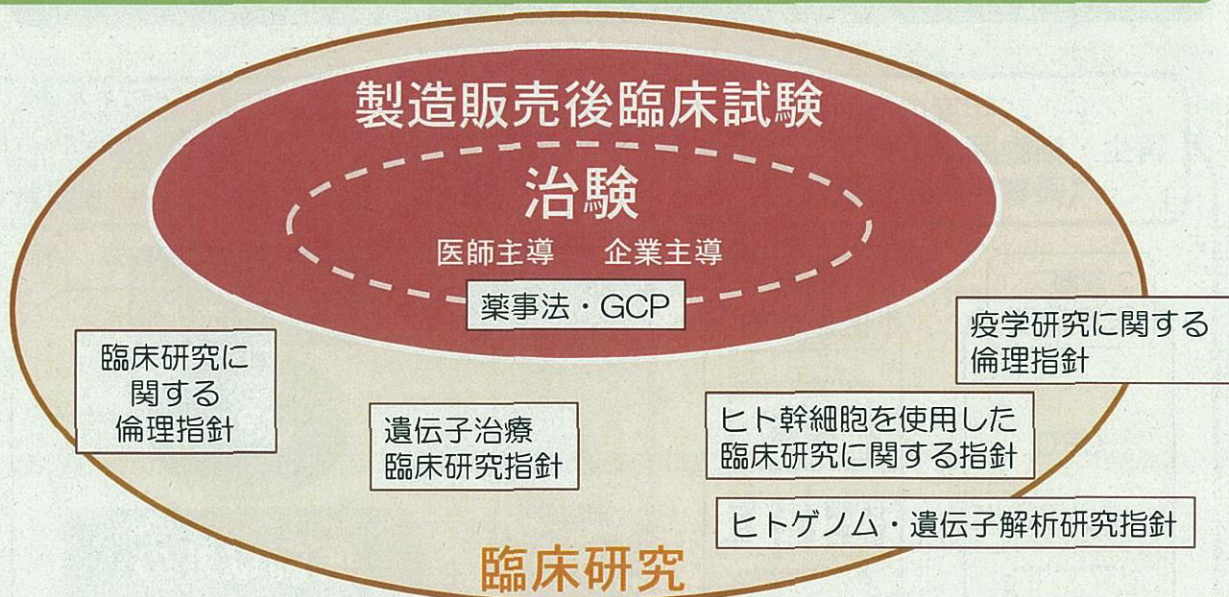 製造販売後臨床試験
治験
医師主導　企業主導
薬事法・GCP
疫学研究に関する
倫理指針
臨床研究に
関する
倫理指針
遺伝子治療
臨床研究指針
ヒト幹細胞を使用した
臨床研究に関する指針
ヒトゲノム・遺伝子解析研究指針
臨床研究